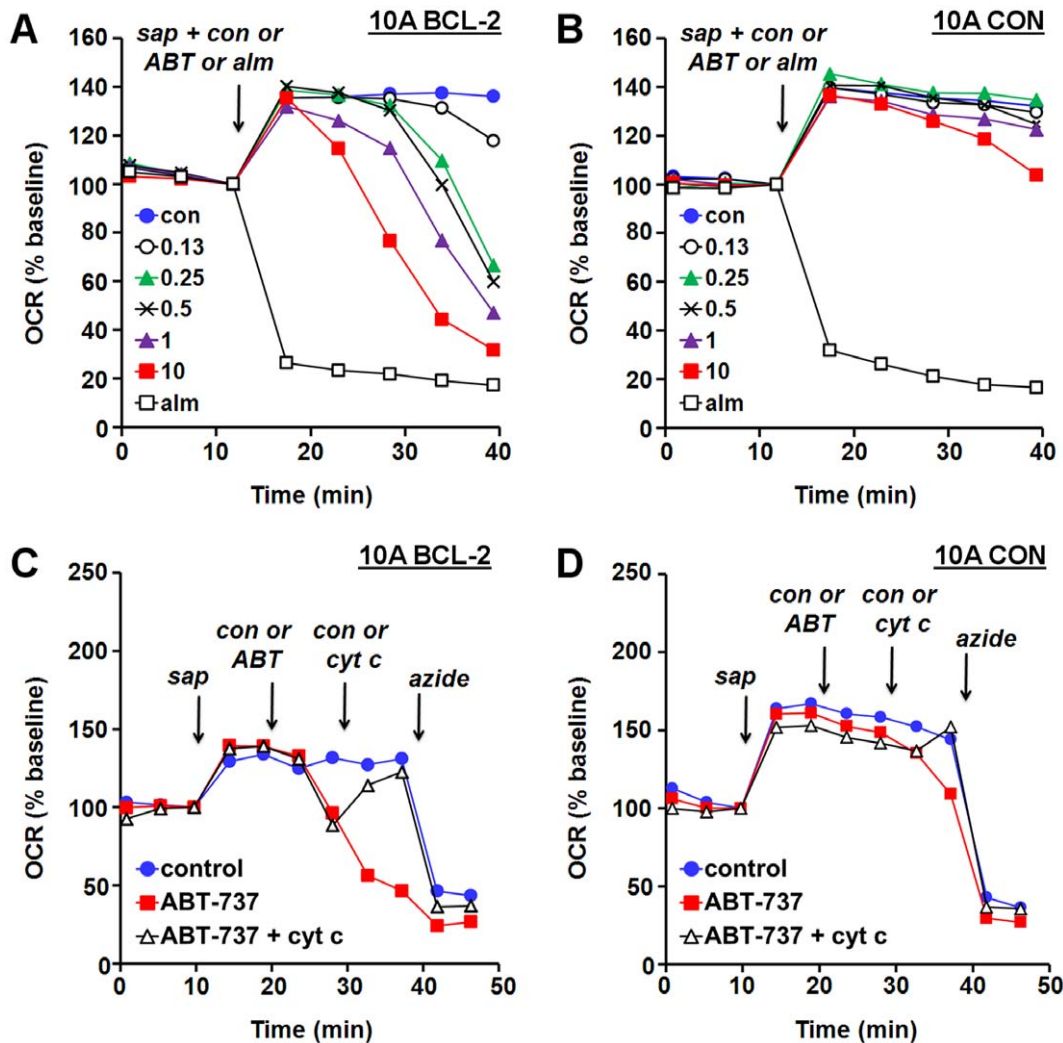 A
10A BCL-2
OCR (% baseline)
160
140
120
100
80
60
40
20
0
sap + con or
ABT or alm
con
0.13
0.25
0.5
1
10
alm
0 10 20 30 40
Time (min)
B
10A CON
OCR (% baseline)
160
140
120
100
80
60
40
20
0
sap + con or
ABT or alm
con
0.13
0.25
0.5
1
10
alm
0 10 20 30 40
Time (min)
C
10A BCL-2
OCR (% baseline)
250
200
150
100
50
0
sap
con or
ABT
con or
cyt c
azide
control
ABT-737
ABT-737 + cyt c
0 10 20 30 40 50
Time (min)
D
10A CON
OCR (% baseline)
250
200
150
100
50
0
sap
con or
ABT
con or
cyt c
azide
control
ABT-737
ABT-737 + cyt c
0 10 20 30 40 50
Time (min)